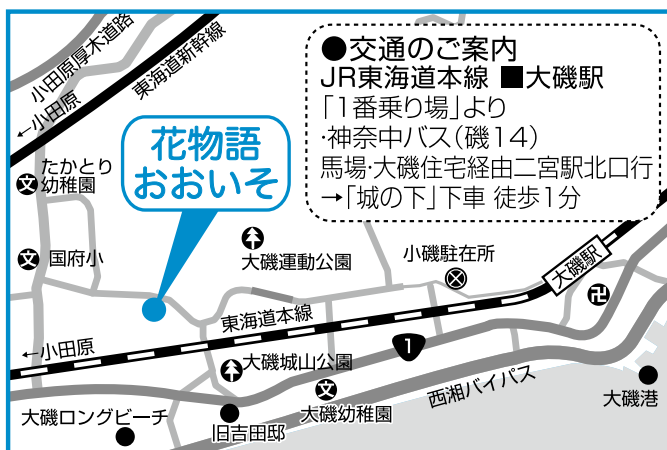 ●交通のご案内
JR東海道本線 ■大磯駅
「1番乗り場」より
・神奈中バス(磯14)
馬場・大磯住宅経由二宮駅北口行
→「城の下」下車 徒歩1分
小田原厚木道路
東海道新幹線
←小田原
花物語
おおいそ
たかとり
幼稚園
文
国府小
文
大磯運動公園
小磯駐在所
大磯駅
卍
東海道本線
←小田原
1
大磯城山公園
文
大磯幼稚園
西湘バイパス
大磯港
大磯ロングビーチ
旧吉田邸